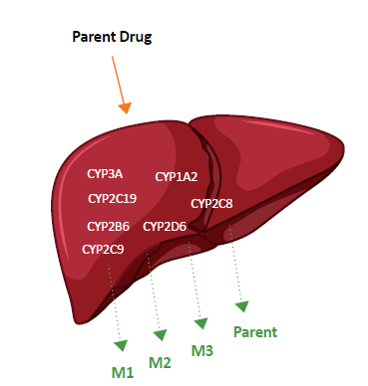 Parent Drug
CYP3A
CYP1A2
CYP2C19
CYP2C8
CYP2B6
CYP2D6
CYP2C9
Parent
M3
M2
M1